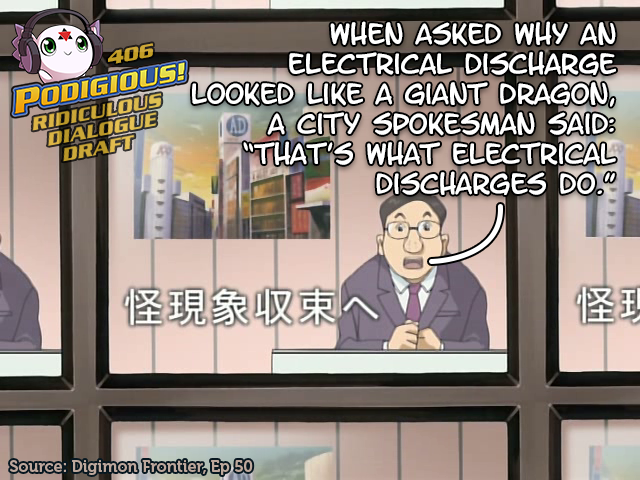 406
PODIGIOUS!
RIDICULOUS
DIALOGUE
DRAFT
WHEN ASKED WHY AN
ELECTRICAL DISCHARGE
LOOKED LIKE A GIANT DRAGON,
A CITY SPOKESMAN SAID:
“THAT’S WHAT ELECTRICAL
DISCHARGES DO.”
AD
怪現象収束へ
怪現
Source: Digimon Frontier, Ep 50